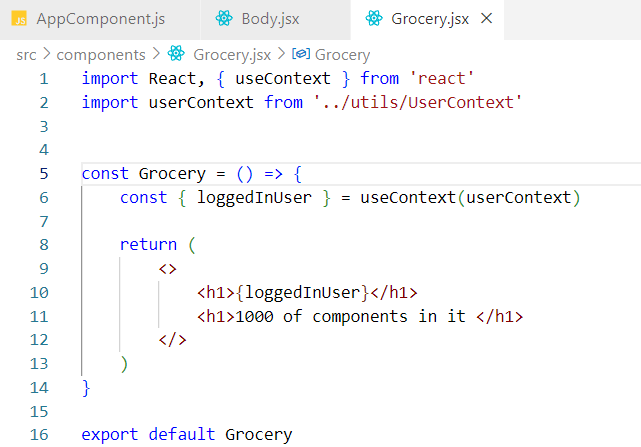 JS AppComponent.js Body.jsx Grocery.jsx ×
src > components > Grocery.jsx > Grocery
1 import React, { useContext } from 'react'
2 import userContext from '../utils/UserContext'
3
4
5 const Grocery = () => {
6 const { loggedInUser } = useContext(userContext)
7
8 return (
9 <>
10 <h1>{loggedInUser}</h1>
11 <h1>1000 of components in it </h1>
12 </>
13 )
14 }
15
16 export default Grocery